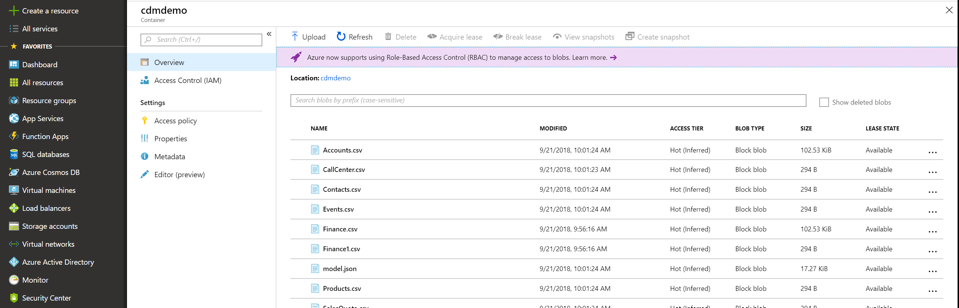 Create a resource
All services
FAVORITES
Dashboard
All resources
Resource groups
App Services
Function Apps
SQL databases
Azure Cosmos DB
Virtual machines
Load balancers
Storage accounts
Virtual networks
Azure Active Directory
Monitor
Security Center
cdmdemo
Container
Search (Ctrl+/)
Overview
Access Control (IAM)
Settings
Access policy
Properties
Metadata
Editor (preview)
Upload Refresh Delete Acquire lease Break lease View snapshots Create snapshot
Azure now supports using Role-Based Access Control (RBAC) to manage access to blobs. Learn more. →
Location: cdmdemo
Search blobs by prefix (case-sensitive) Show deleted blobs
NAME MODIFIED ACCESS TIER BLOB TYPE SIZE LEASE STATE
Accounts.csv 9/21/2018, 10:01:24 AM Hot (Inferred) Block blob 102.53 KiB Available ...
CallCenter.csv 9/21/2018, 10:01:23 AM Hot (Inferred) Block blob 294 B Available ...
Contacts.csv 9/21/2018, 10:01:24 AM Hot (Inferred) Block blob 294 B Available ...
Events.csv 9/21/2018, 10:01:24 AM Hot (Inferred) Block blob 294 B Available ...
Finance.csv 9/21/2018, 9:56:16 AM Hot (Inferred) Block blob 102.53 KiB Available ...
Finance1.csv 9/21/2018, 9:56:16 AM Hot (Inferred) Block blob 294 B Available ...
model.json 9/21/2018, 10:01:24 AM Hot (Inferred) Block blob 17.27 KiB Available ...
Products.csv 9/21/2018, 10:01:24 AM Hot (Inferred) Block blob 294 B Available ...